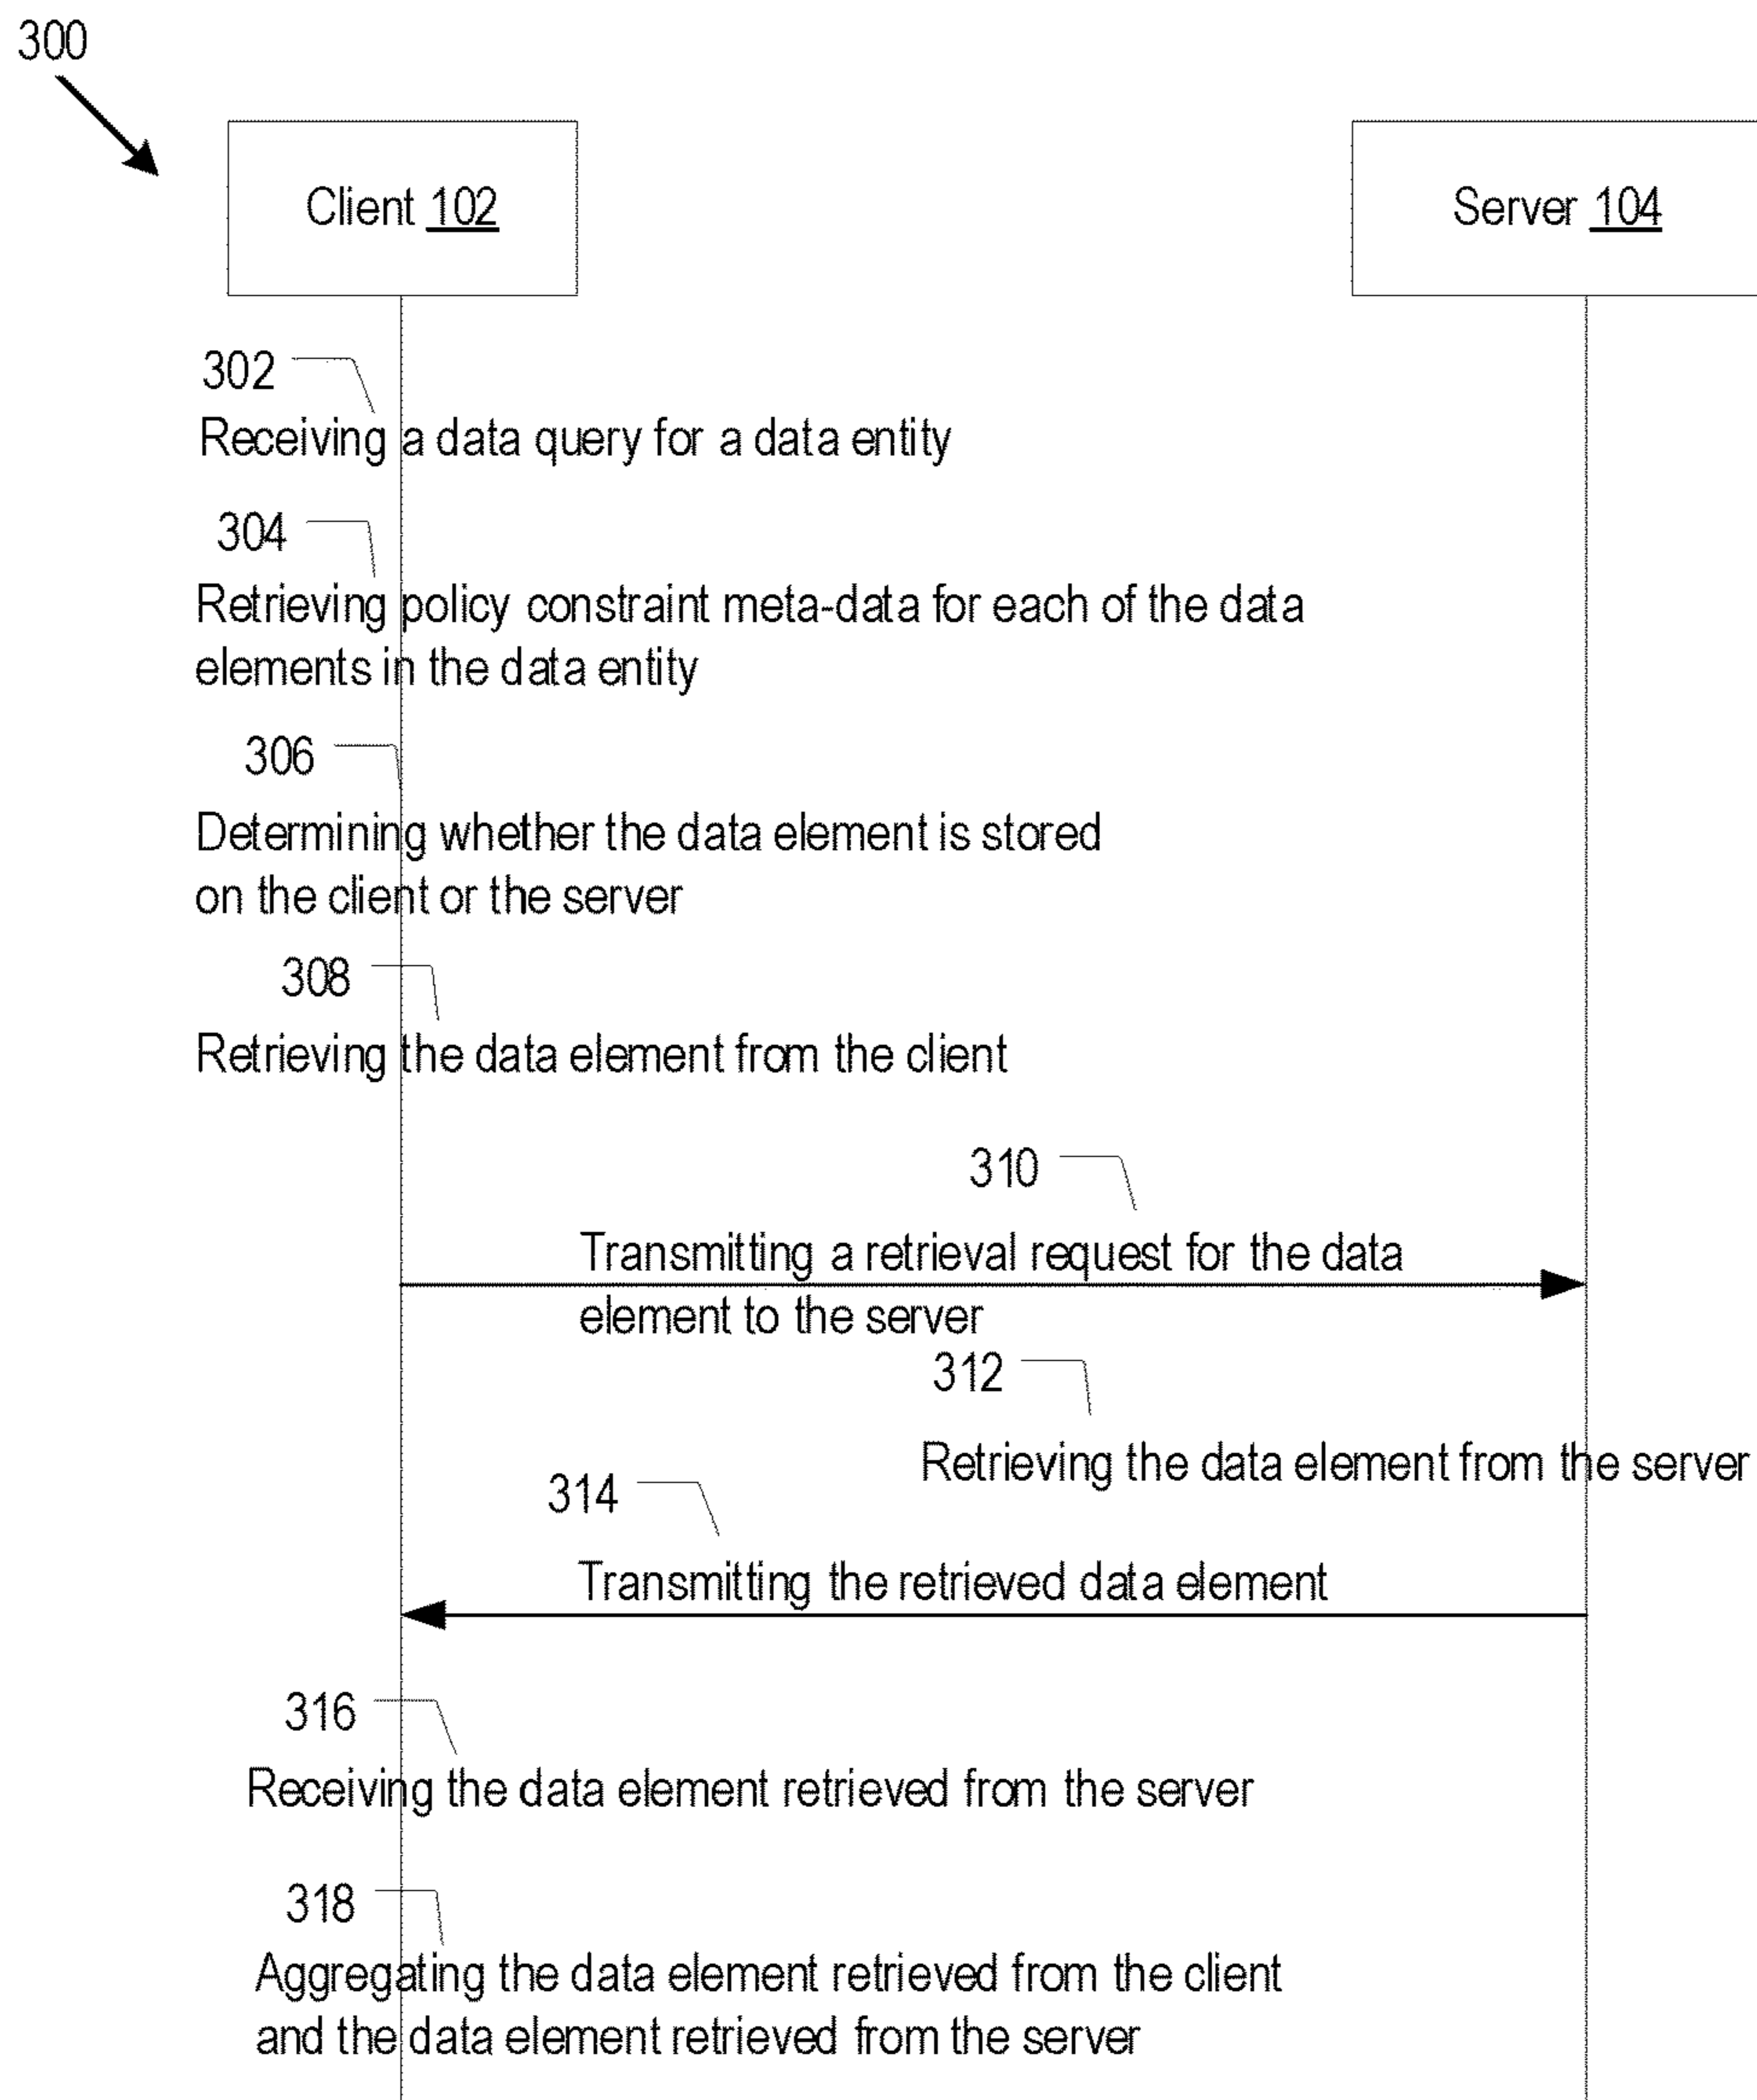 300
Client 102
Server 104
302
Receiving a data query for a data entity
304
Retrieving policy constraint meta-data for each of the data
elements in the data entity
306
Determining whether the data element is stored
on the client or the server
308
Retrieving the data element from the client
310
Transmitting a retrieval request for the data
element to the server
312
Retrieving the data element from the server
314
Transmitting the retrieved data element
316
Receiving the data element retrieved from the server
318
Aggregating the data element retrieved from the client
and the data element retrieved from the server